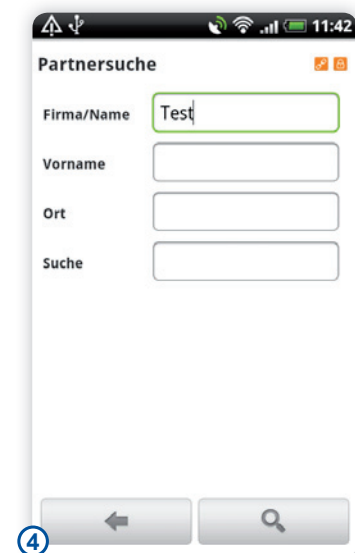 11:42
Partnersuche
Firma/Name Test
Vorname
Ort
Suche
4